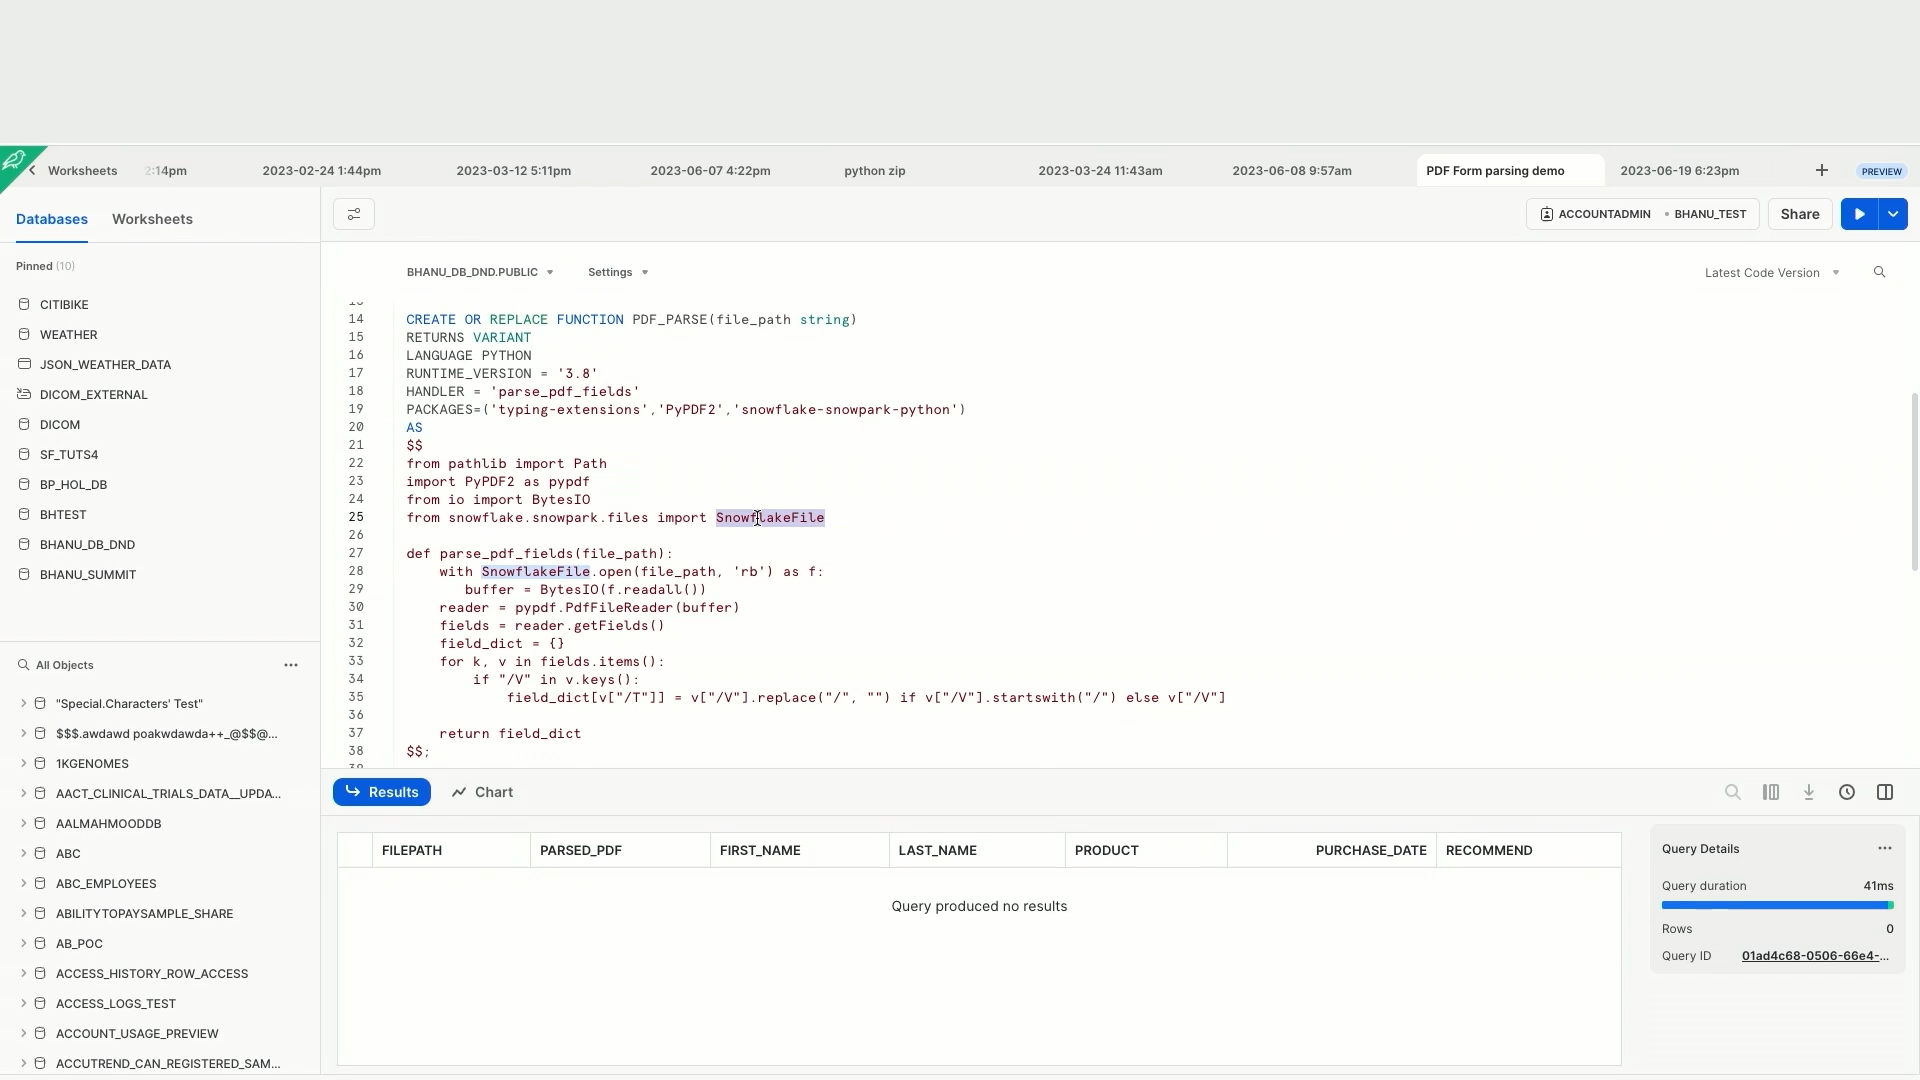 Worksheets
2:14pm
2023-02-24 1:44pm
2023-03-12 5:11pm
2023-06-07 4:22pm
python zip
2023-03-24 11:43am
2023-06-08 9:57am
PDF Form parsing demo
2023-06-19 6:23pm
PREVIEW
Databases
Worksheets
ACCOUNTADMIN
BHANU_TEST
Share
Pinned (10)
CITIBIKE
WEATHER
JSON_WEATHER_DATA
DICOM_EXTERNAL
DICOM
SF_TUTS4
BP_HOL_DB
BHTEST
BHANU_DB_DND
BHANU_SUMMIT
All Objects
"Special.Characters' Test"
$$$.awdawd poakwdawda++_@$$@...
1KGENOMES
AACT_CLINICAL_TRIALS_DATA__UPDA...
AALMAHMOODDB
ABC
ABC_EMPLOYEES
ABILITYTOPAYSAMPLE_SHARE
AB_POC
ACCESS_HISTORY_ROW_ACCESS
ACCESS_LOGS_TEST
ACCOUNT_USAGE_PREVIEW
ACCUTREND_CAN_REGISTERED_SAM...
BHANU_DB_DND.PUBLIC
Settings
Latest Code Version
14 CREATE OR REPLACE FUNCTION PDF_PARSE(file_path string)
15 RETURNS VARIANT
16 LANGUAGE PYTHON
17 RUNTIME_VERSION = '3.8'
18 HANDLER = 'parse_pdf_fields'
19 PACKAGES=('typing-extensions','PyPDF2','snowflake-snowpark-python')
20 AS
21 $$
22 from pathlib import Path
23 import PyPDF2 as pypdf
24 from io import BytesIO
25 from snowflake.snowpark.files import SnowflakeFile
26
27 def parse_pdf_fields(file_path):
28 with SnowflakeFile.open(file_path, 'rb') as f:
29 buffer = BytesIO(f.readall())
30 reader = pypdf.PdfFileReader(buffer)
31 fields = reader.getFields()
32 field_dict = {}
33 for k, v in fields.items():
34 if "/V" in v.keys():
35 field_dict[v["/T"]] = v["/V"].replace("/", "") if v["/V"].startswith("/") else v["/V"]
36
37 return field_dict
38 $$;
Results
Chart
FILEPATH
PARSED_PDF
FIRST_NAME
LAST_NAME
PRODUCT
PURCHASE_DATE
RECOMMEND
Query produced no results
Query Details
Query duration
41ms
Rows
0
Query ID
01ad4c68-0506-66e4-...